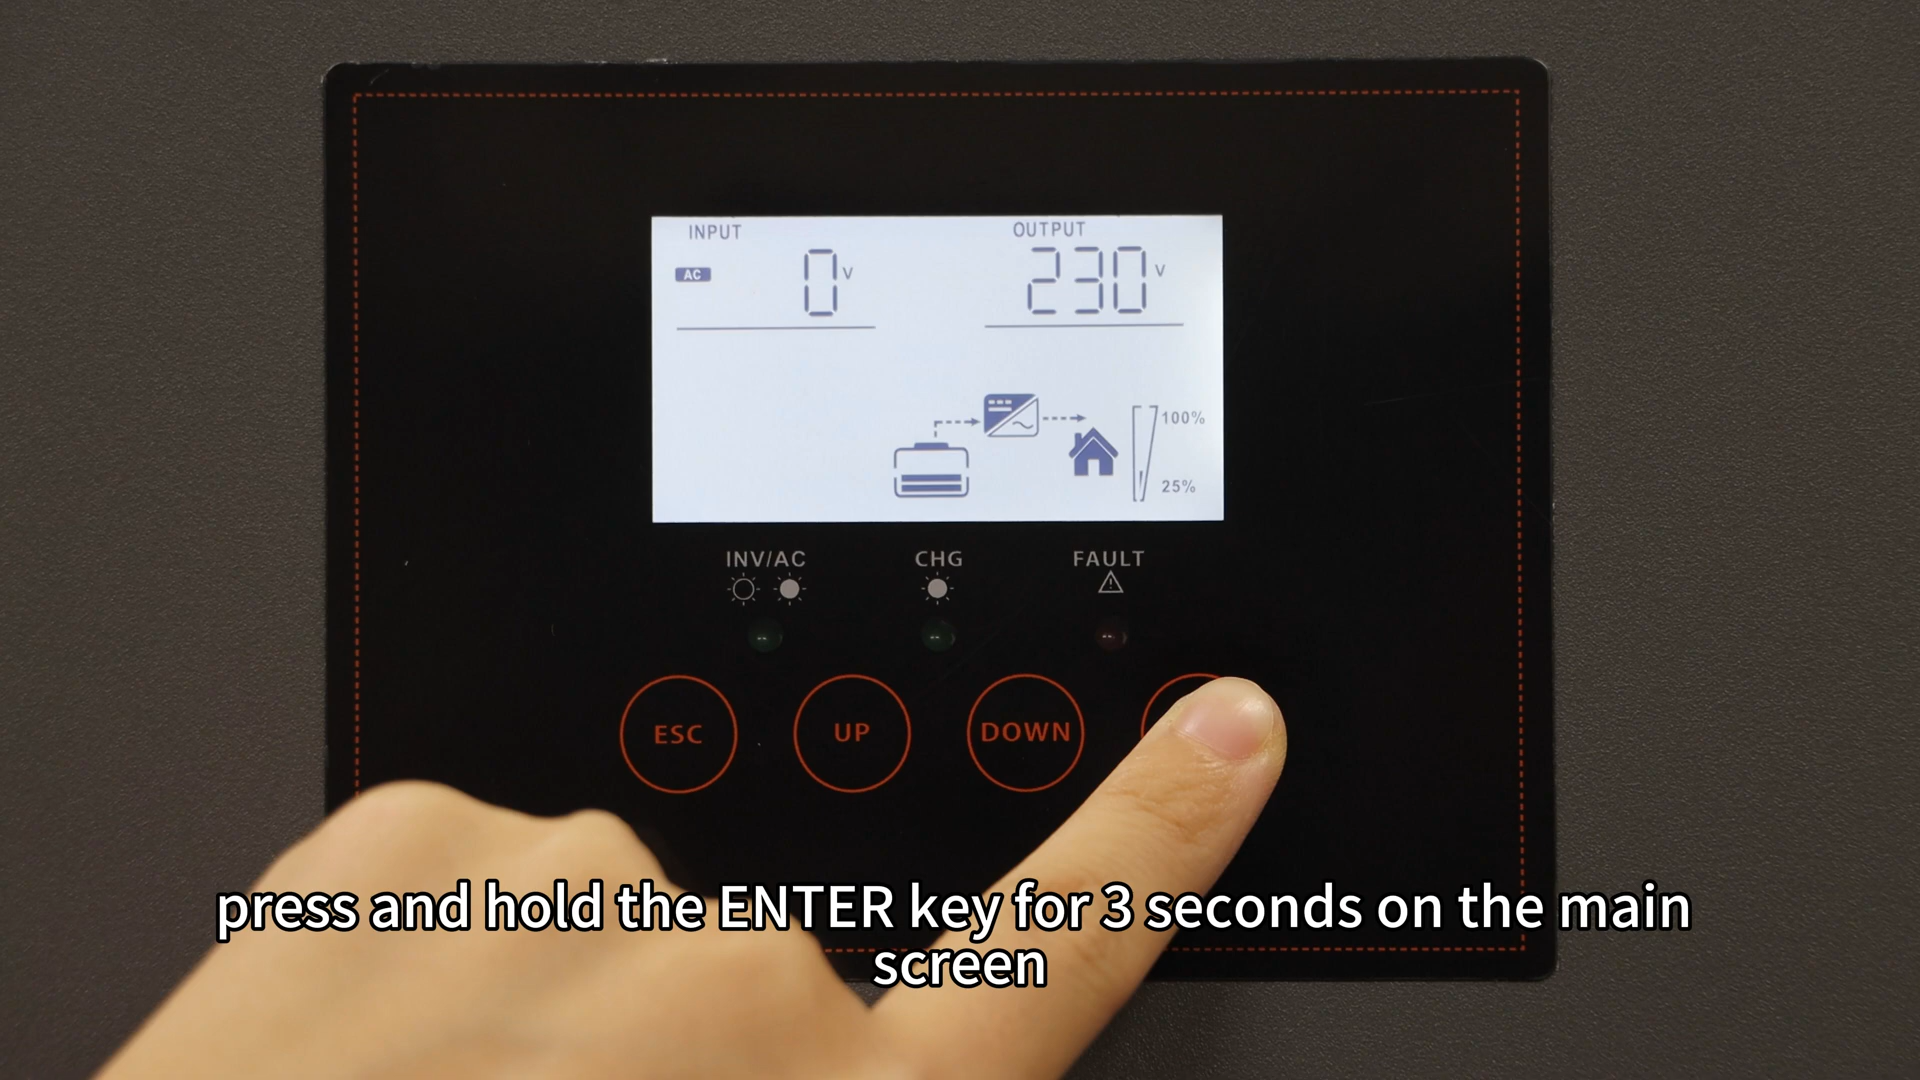 INPUT
OUTPUT
AC
0 V
230 V
100%
25%
INV/AC
CHG
FAULT
ESC
UP
DOWN
press and hold the ENTER key for 3 seconds on the main
screen